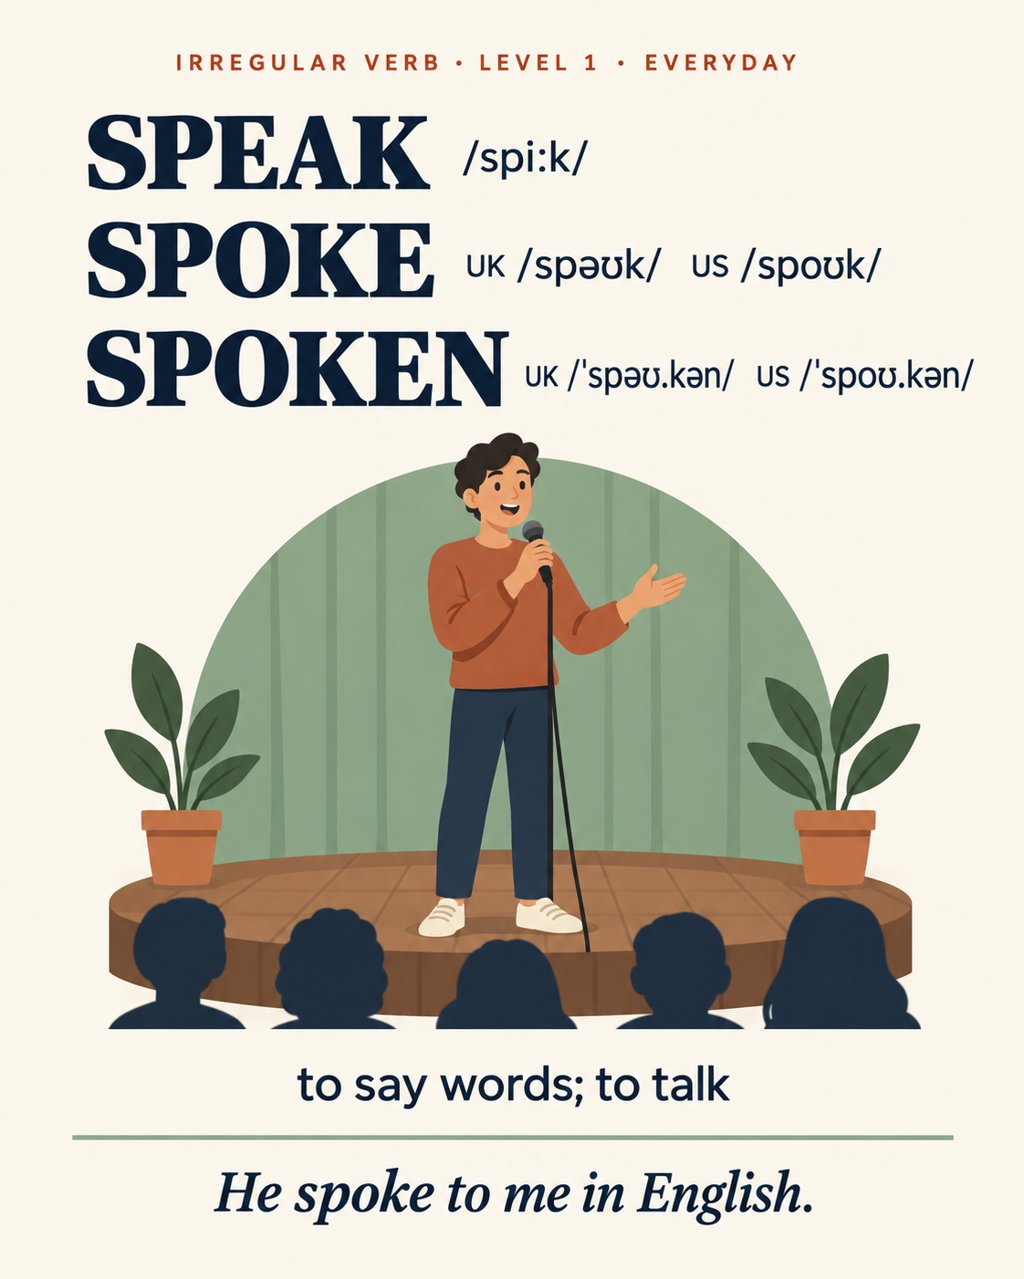 IRREGULAR VERB • LEVEL 1 • EVERYDAY
SPEAK /spiːk/
SPOKE UK /spəʊk/ US /spoʊk/
SPOKEN UK /ˈspəʊ.kən/ US /ˈspoʊ.kən/
to say words; to talk
He spoke to me in English.